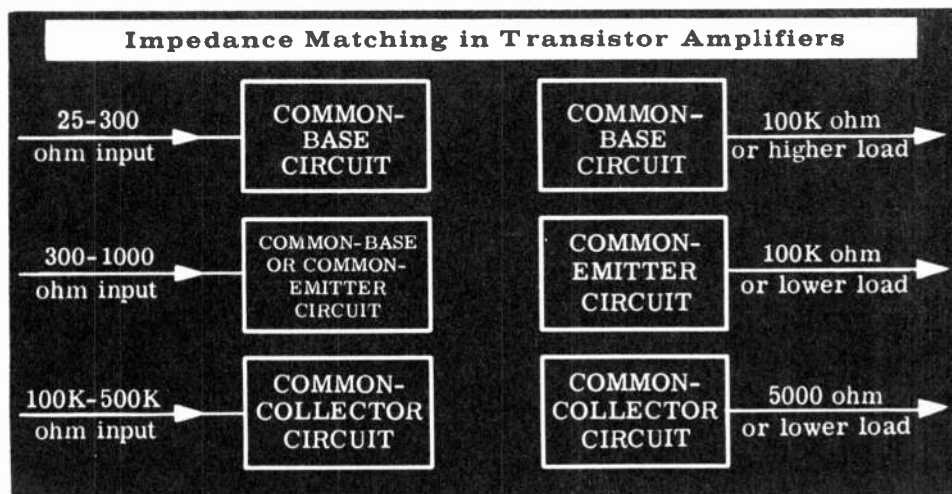 Impedance Matching in Transistor Amplifiers
25-300
ohm input
COMMON-
BASE
CIRCUIT
COMMON-
BASE
CIRCUIT
100K ohm
or higher load
300-1000
ohm input
COMMON-BASE
OR COMMON-
EMITTER
CIRCUIT
COMMON-
EMITTER
CIRCUIT
100K ohm
or lower load
100K-500K
ohm input
COMMON-
COLLECTOR
CIRCUIT
COMMON-
COLLECTOR
CIRCUIT
5000 ohm
or lower load